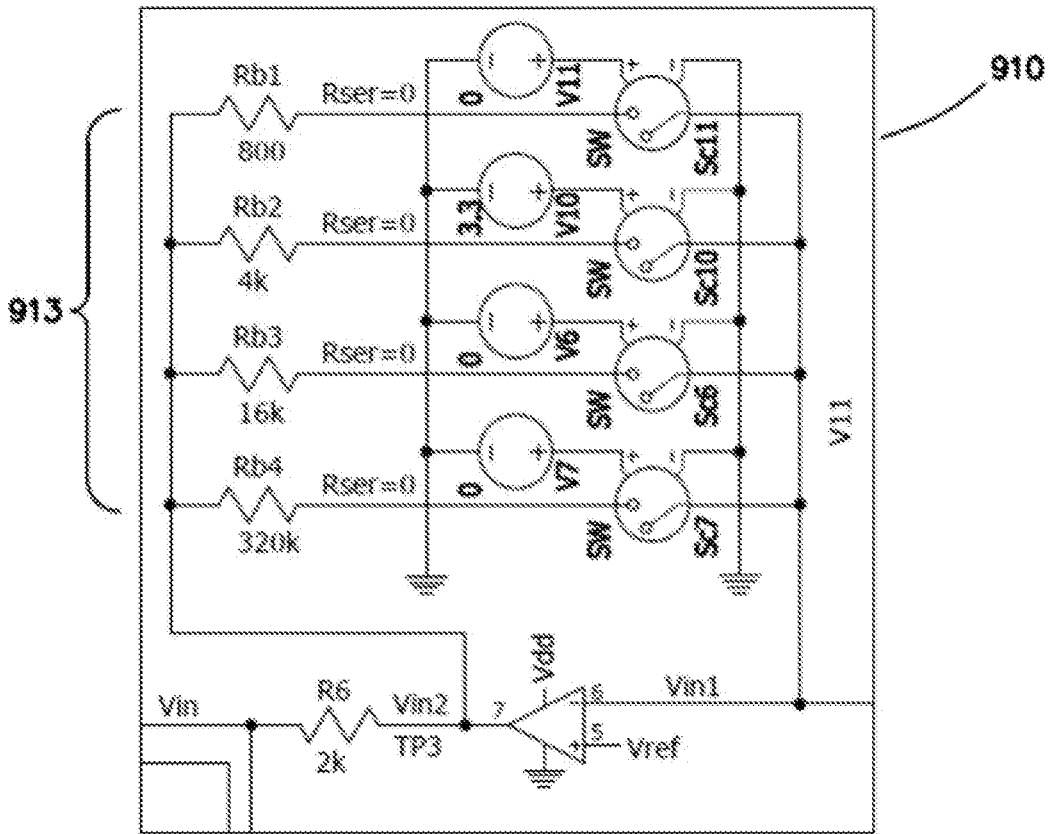 910
913
V11
0
Rb1
Rser=0
800
SW
Sc11
3.3
V10
Rb2
Rser=0
4k
SW
Sc10
0
V6
Rb3
Rser=0
16k
SW
Sc6
V11
0
V7
Rb4
Rser=0
320k
SW
Sc7
Vdd
Vin
R6
2k
Vin2
TP3
7
6
5
Vin1
Vref